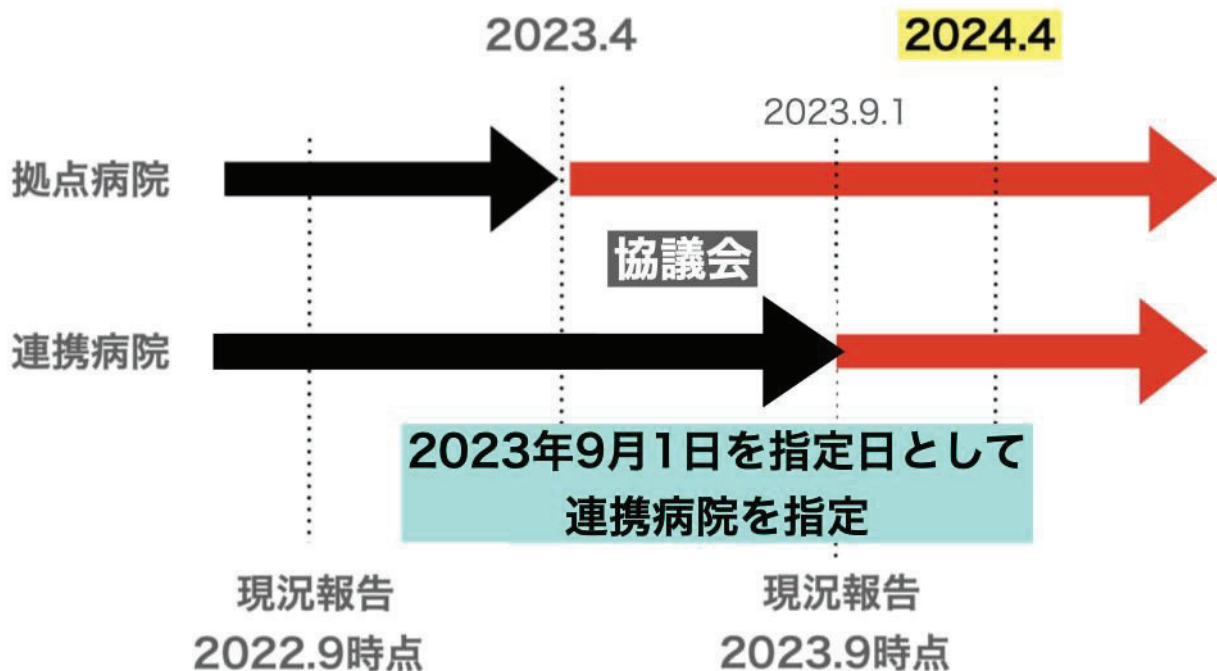 2023.4
2024.4
2023.9.1
拠点病院
協議会
連携病院
2023年9月1日を指定日として
連携病院を指定
現況報告
2022.9時点
現況報告
2023.9時点